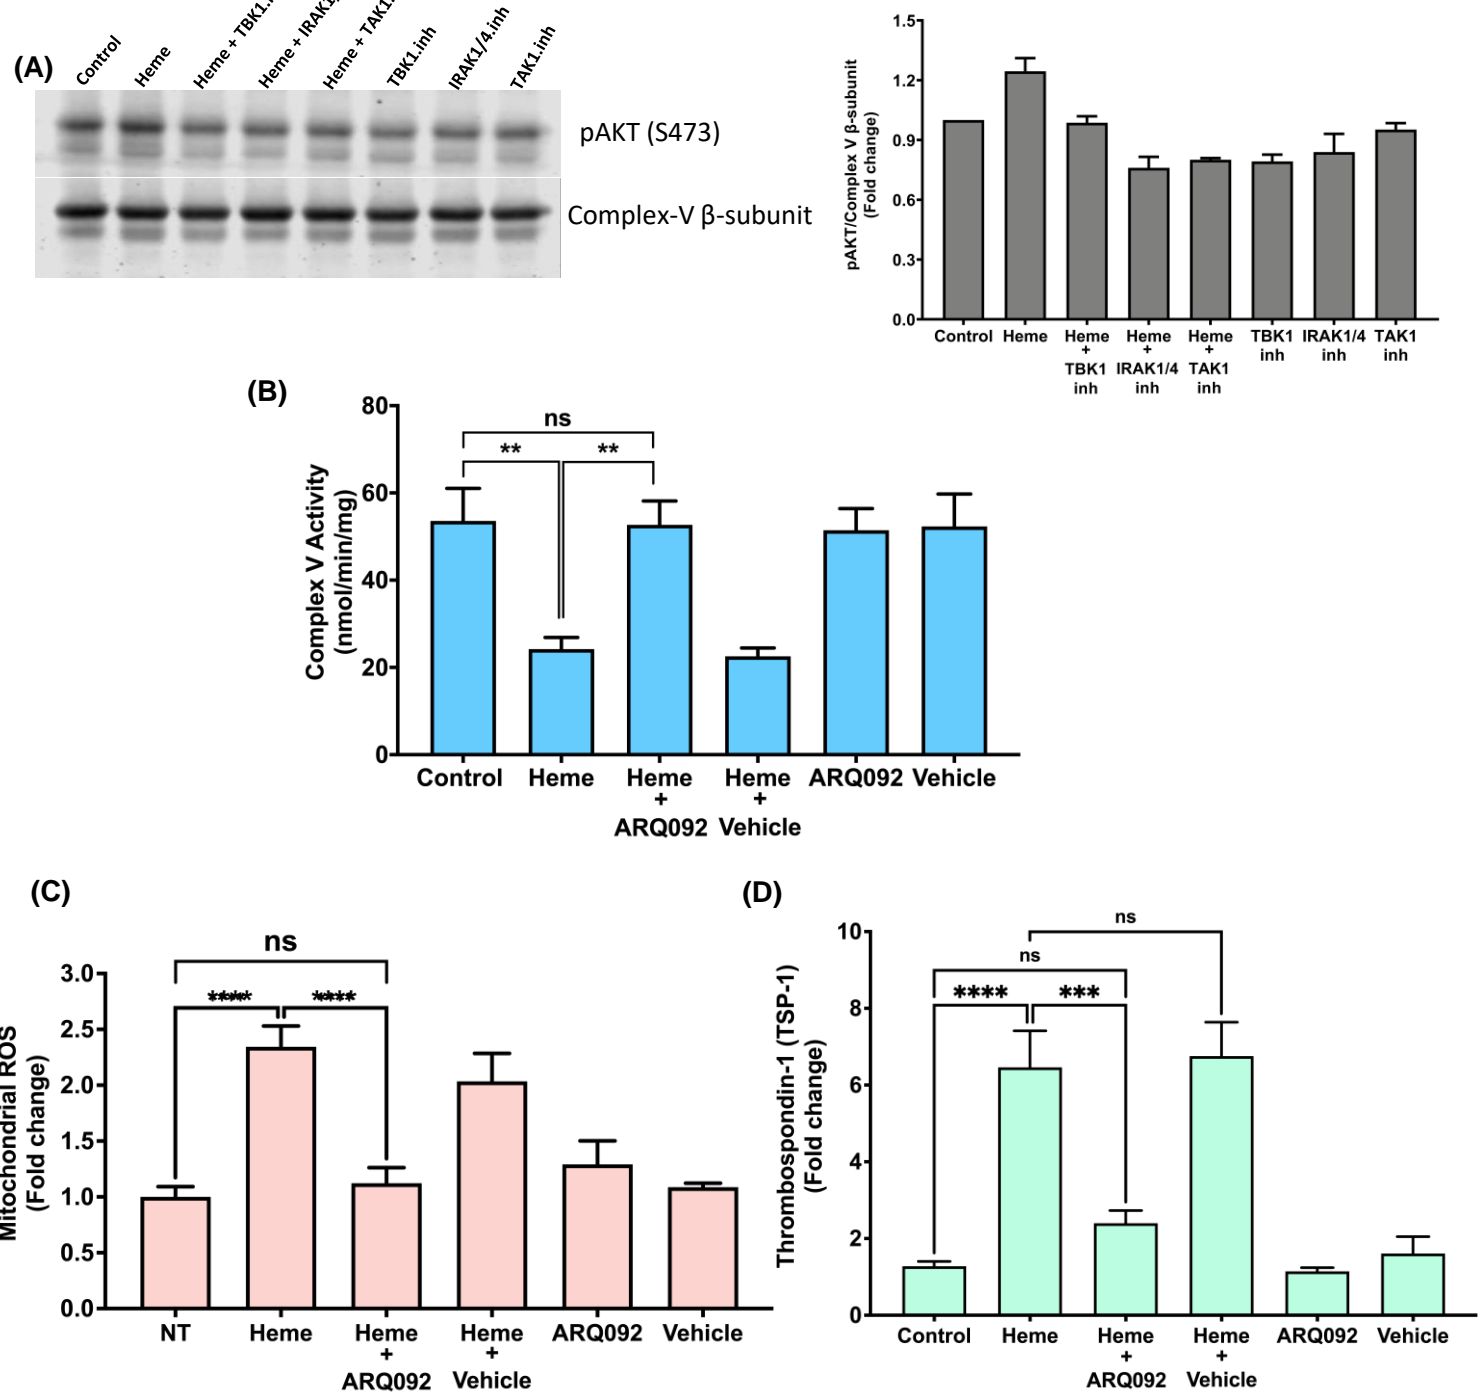 (A)
Control
Heme
Heme + TBK1.
Heme + IRAK1/
Heme + TAK1.
TBK1.inh
IRAK1/4.inh
TAK1.inh
pAKT (S473)
Complex-V β-subunit
pAKT/Complex V β-subunit
(Fold change)
1.5
1.2
0.9
0.6
0.3
0.0
Control Heme Heme Heme Heme TBK1 IRAK1/4 TAK1
+ + + inh inh inh
TBK1 IRAK1/4 TAK1
inh inh inh
(B)
Complex V Activity
(nmol/min/mg)
80
60
40
20
0
ns
** **
Control Heme Heme Heme ARQ092 Vehicle
+ +
ARQ092 Vehicle
(C)
Mitochondrial ROS
(Fold change)
3.0
2.5
2.0
1.5
1.0
0.5
0.0
ns
**** ****
NT Heme Heme Heme ARQ092 Vehicle
+ +
ARQ092 Vehicle
(D)
Thrombospondin-1 (TSP-1)
(Fold change)
10
8
6
4
2
0
ns
ns
**** ***
Control Heme Heme Heme ARQ092 Vehicle
+ +
ARQ092 Vehicle